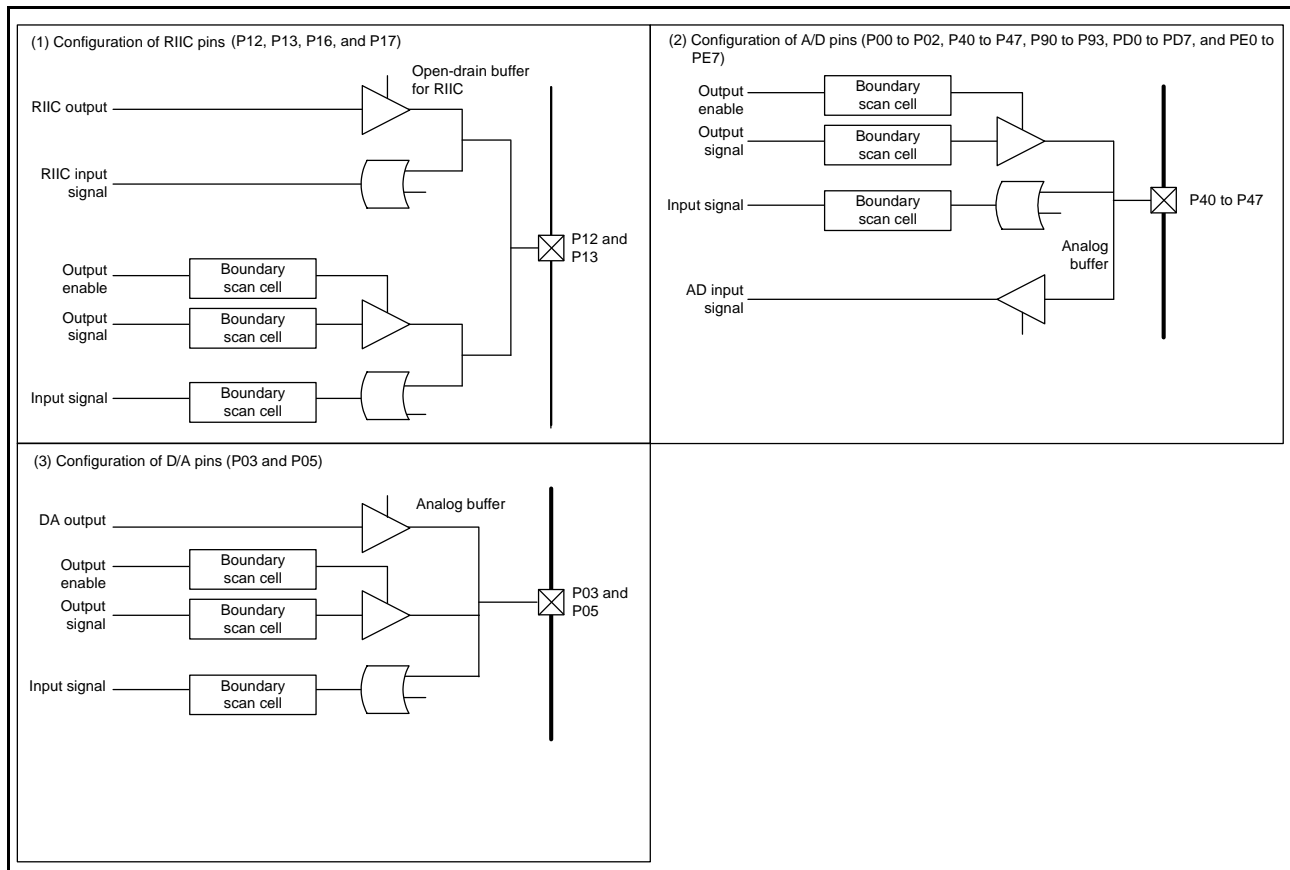 (1) Configuration of RIIC pins (P12, P13, P16, and P17)
Open-drain buffer
for RIIC
RIIC output
RIIC input
signal
P12 and
P13
Output
enable
Boundary
scan cell
Output
signal
Boundary
scan cell
Input signal
Boundary
scan cell
(2) Configuration of A/D pins (P00 to P02, P40 to P47, P90 to P93, PD0 to PD7, and PE0 to
PE7)
Output
enable
Boundary
scan cell
Output
signal
Boundary
scan cell
Input signal
Boundary
scan cell
P40 to P47
Analog
buffer
AD input
signal
(3) Configuration of D/A pins (P03 and P05)
Analog buffer
DA output
Output
enable
Boundary
scan cell
Output
signal
Boundary
scan cell
P03 and
P05
Input signal
Boundary
scan cell